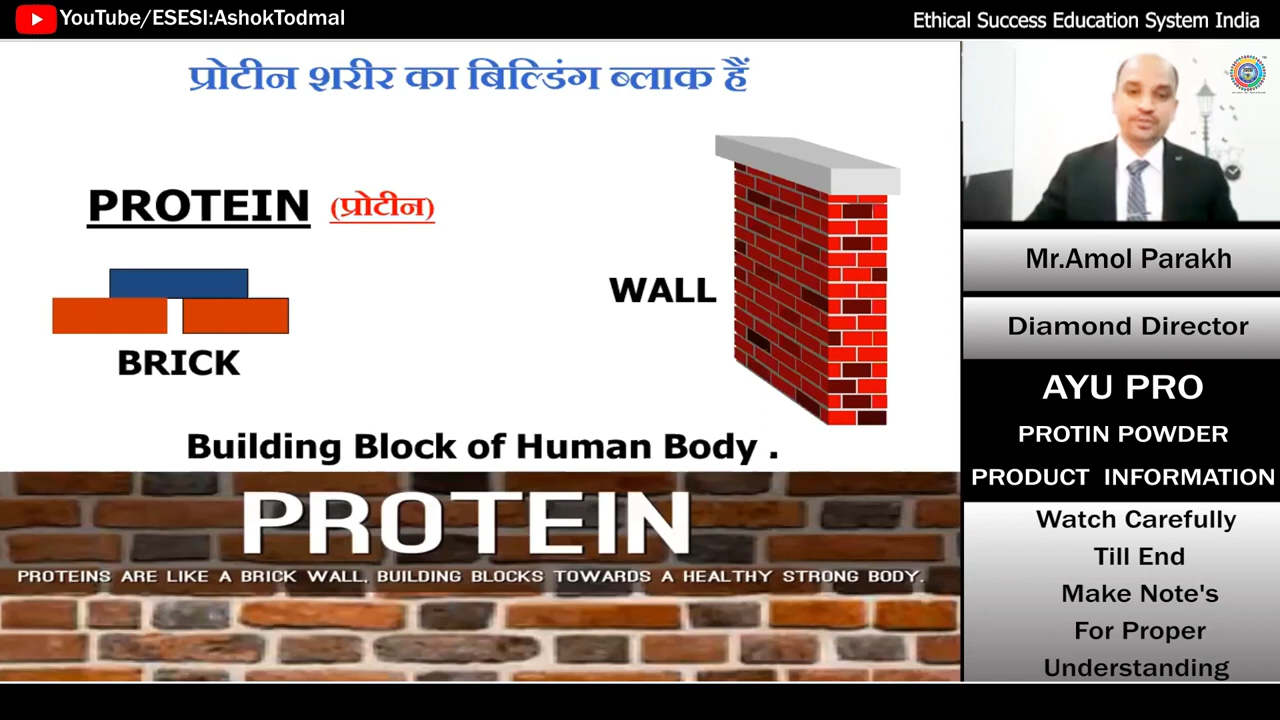 YouTube/ESESI:AshokTodmal
Ethical Success Education System India
प्रोटीन शरीर का बिल्डिंग ब्लाक हैं
PROTEIN (प्रोटीन)
BRICK
WALL
Building Block of Human Body .
PROTEIN
PROTEINS ARE LIKE A BRICK WALL, BUILDING BLOCKS TOWARDS A HEALTHY STRONG BODY.
Mr.Amol Parakh
Diamond Director
AYU PRO
PROTIN POWDER
PRODUCT INFORMATION
Watch Carefully
Till End
Make Note's
For Proper
Understanding